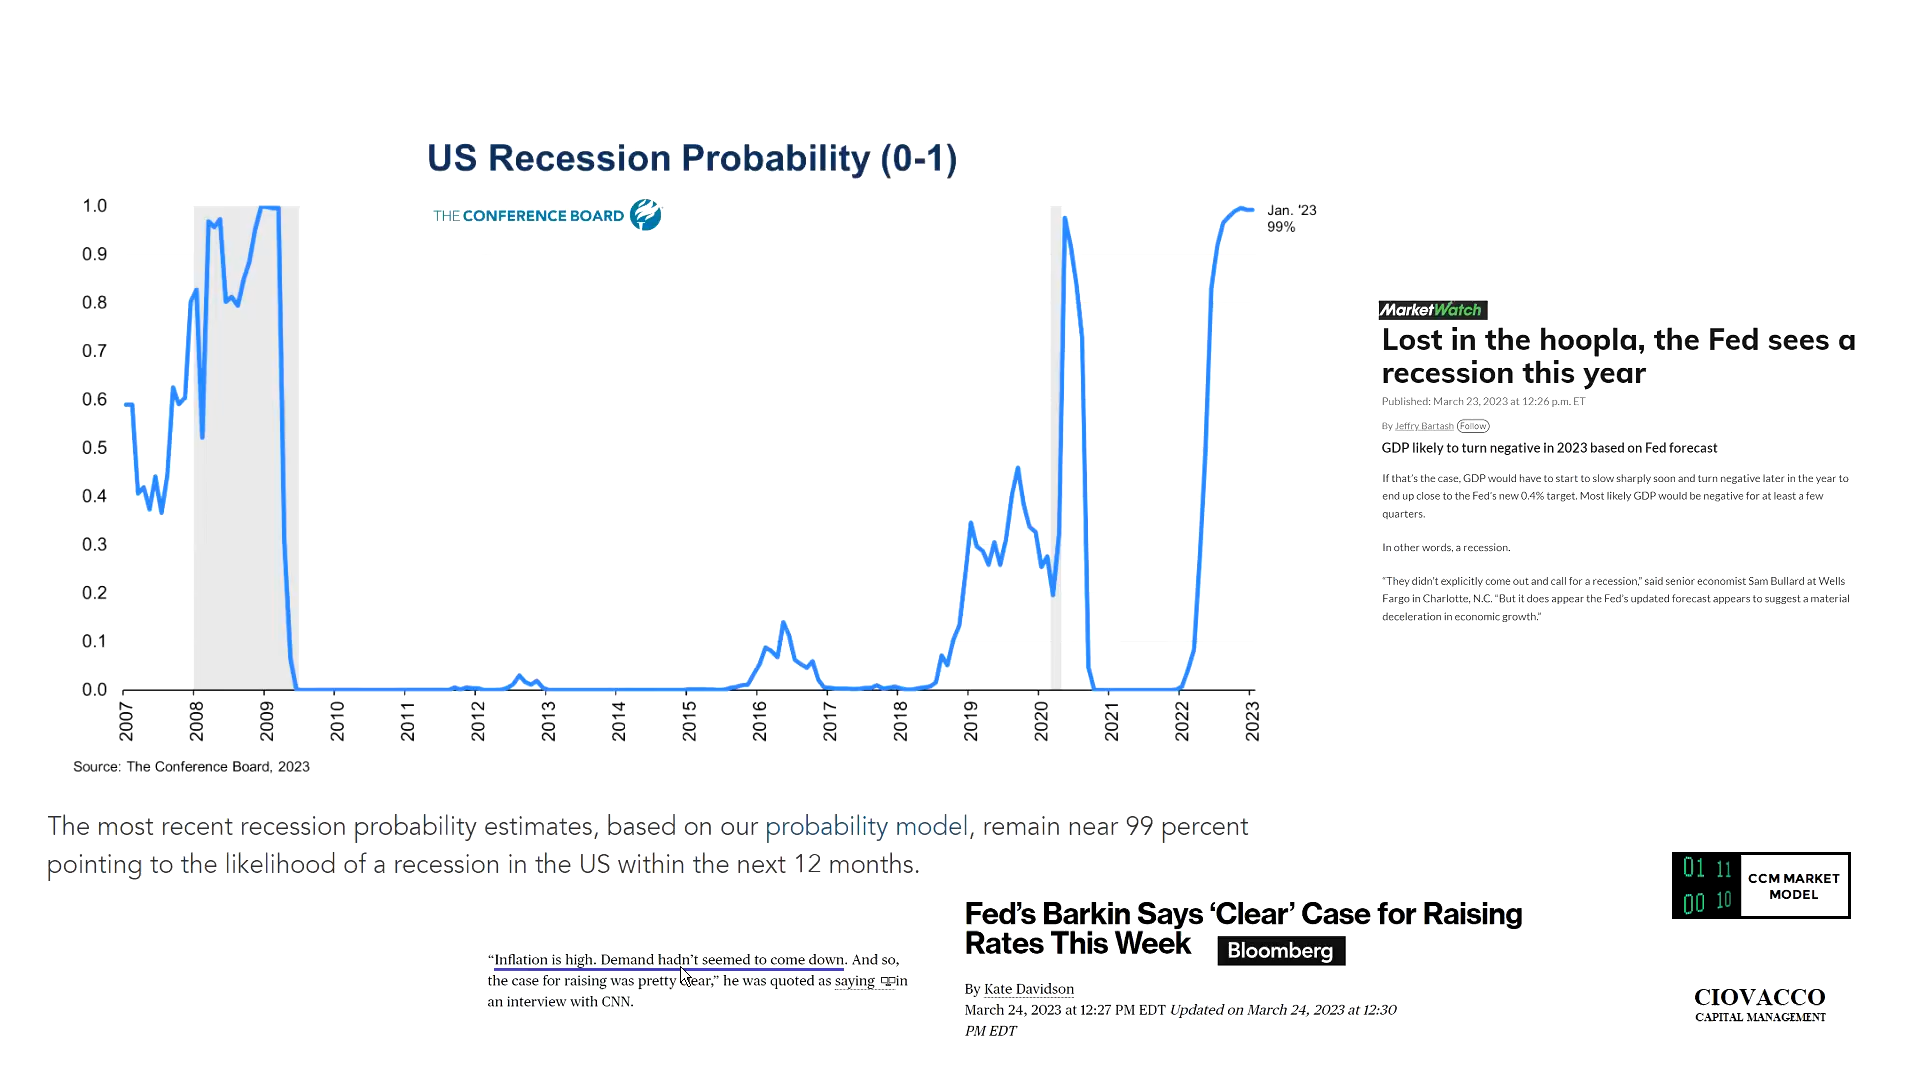 US Recession Probability (0-1)
THE CONFERENCE BOARD
1.0
0.9
0.8
0.7
0.6
0.5
0.4
0.3
0.2
0.1
0.0
Jan. '23
99%
2007
2008
2009
2010
2011
2012
2013
2014
2015
2016
2017
2018
2019
2020
2021
2022
2023
Source: The Conference Board, 2023
MarketWatch
Lost in the hoopla, the Fed sees a
recession this year
Published: March 23, 2023 at 12:26 p.m. ET
By Jeffry Bartash Follow
GDP likely to turn negative in 2023 based on Fed forecast
If that's the case, GDP would have to start to slow sharply soon and turn negative later in the year to
end up close to the Fed's new 0.4% target. Most likely GDP would be negative for at least a few
quarters.
In other words, a recession.
“They didn't explicitly come out and call for a recession,” said senior economist Sam Bullard at Wells
Fargo in Charlotte, N.C. “But it does appear the Fed's updated forecast appears to suggest a material
deceleration in economic growth.”
The most recent recession probability estimates, based on our probability model, remain near 99 percent
pointing to the likelihood of a recession in the US within the next 12 months.
“Inflation is high. Demand hadn't seemed to come down. And so,
the case for raising was pretty clear,” he was quoted as saying in
an interview with CNN.
Fed's Barkin Says ‘Clear’ Case for Raising
Rates This Week
Bloomberg
By Kate Davidson
March 24, 2023 at 12:27 PM EDT Updated on March 24, 2023 at 12:30
PM EDT
01 11
00 10
CCM MARKET
MODEL
CIOVACCO
CAPITAL MANAGEMENT